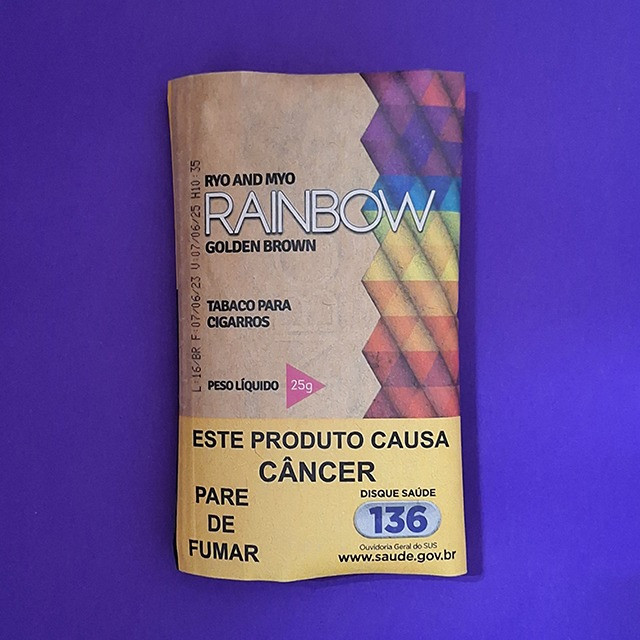 L:16/BR F:07/06/23 V:07/06/25 H10:35
RYO AND MYO
RAINBOW
GOLDEN BROWN
TABACO PARA
CIGARROS
PESO LÍQUIDO 25g
ESTE PRODUTO CAUSA
CÂNCER
PARE
DE
FUMAR
DISQUE SAÚDE
136
Ouvidoria Geral do SUS
www.saude.gov.br